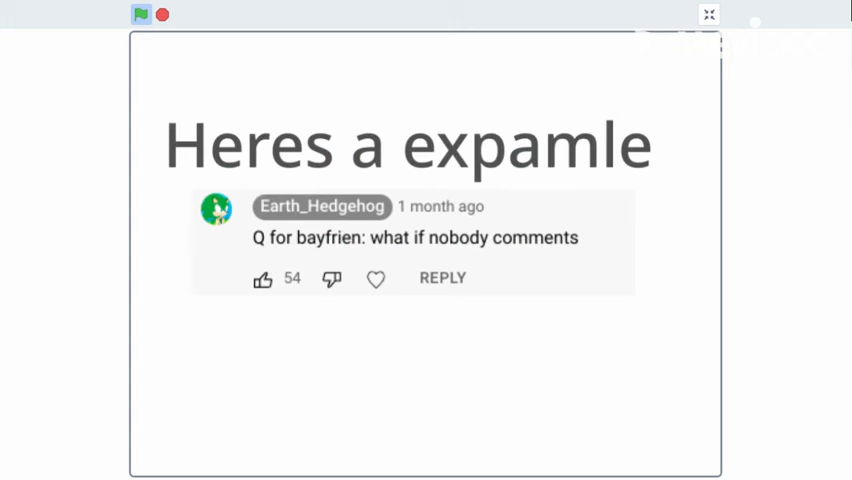 Heres a expamle
Earth_Hedgehog 1 month ago
Q for bayfrien: what if nobody comments
54 REPLY